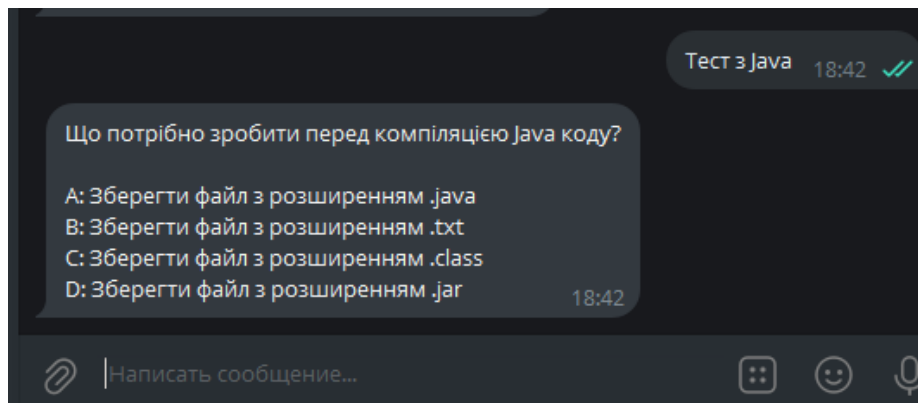 Тест з Java 18:42
Що потрібно зробити перед компіляцією Java коду?
A: Зберегти файл з розширенням .java
B: Зберегти файл з розширенням .txt
C: Зберегти файл з розширенням .class
D: Зберегти файл з розширенням .jar
18:42
Написать сообщение...